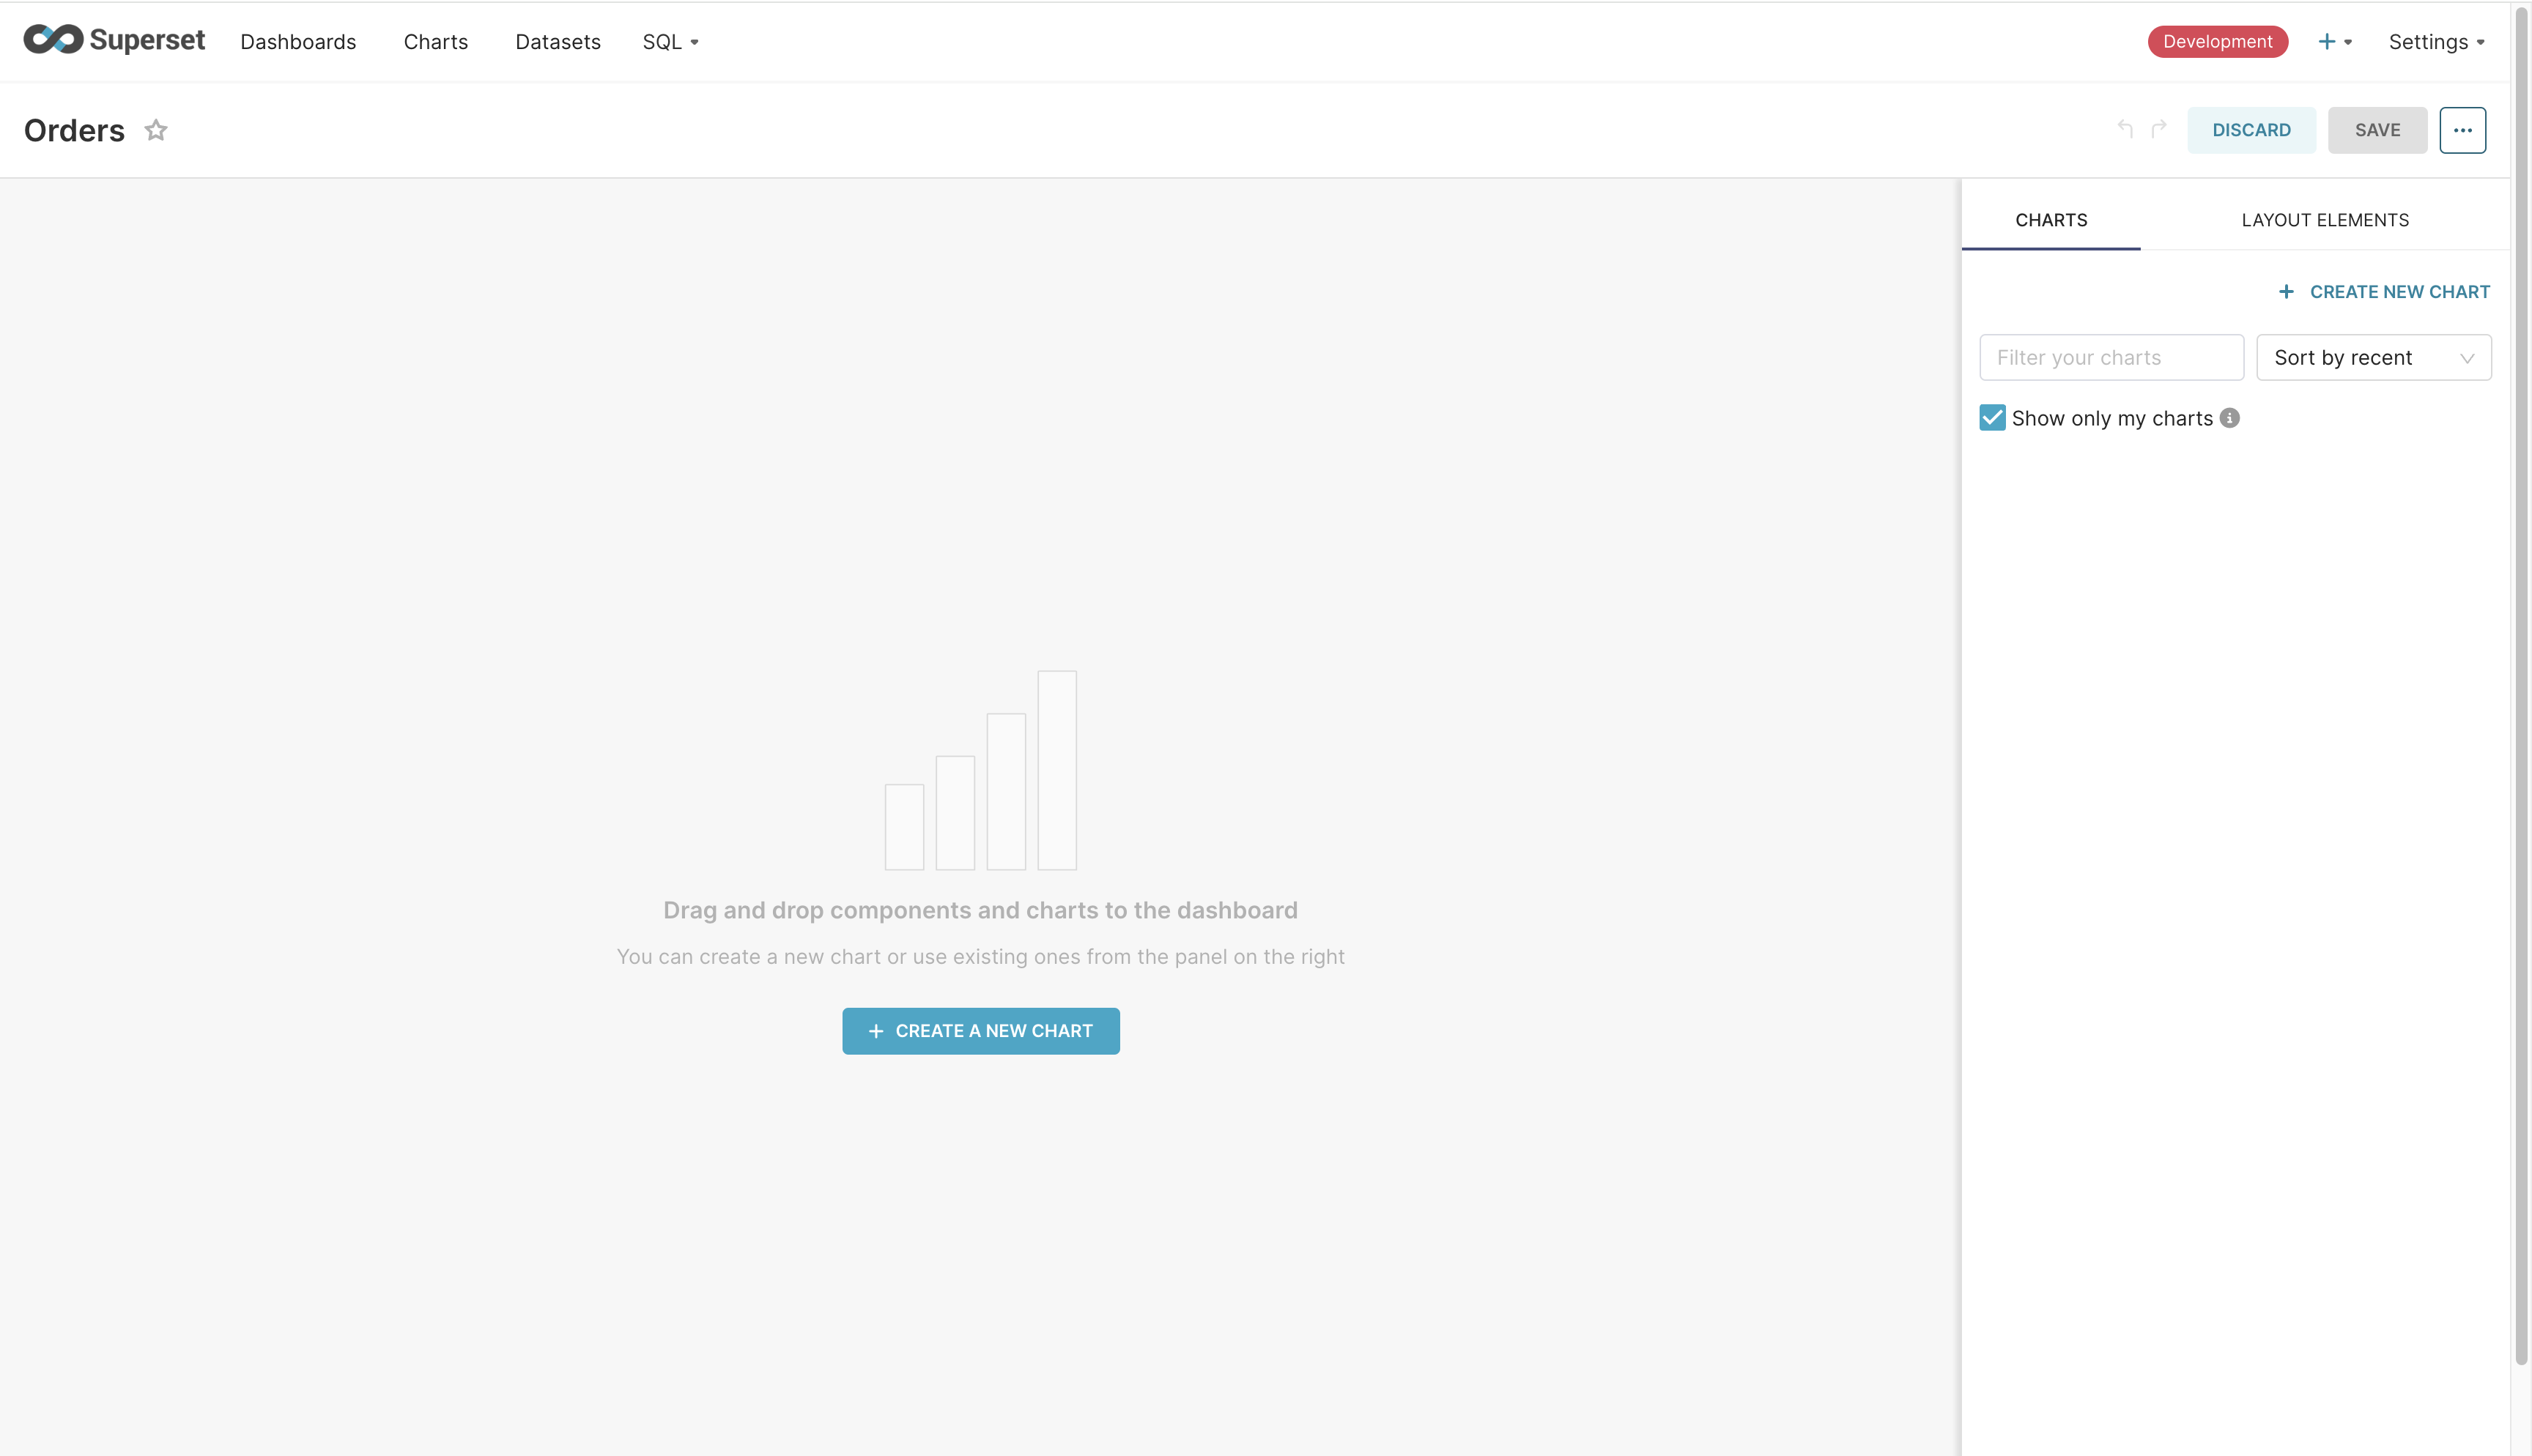 Superset Dashboards Charts Datasets SQL Development + Settings
Orders DISCARD SAVE ...
CHARTS LAYOUT ELEMENTS
+ CREATE NEW CHART
Filter your charts Sort by recent
Show only my charts i
Drag and drop components and charts to the dashboard
You can create a new chart or use existing ones from the panel on the right
+ CREATE A NEW CHART